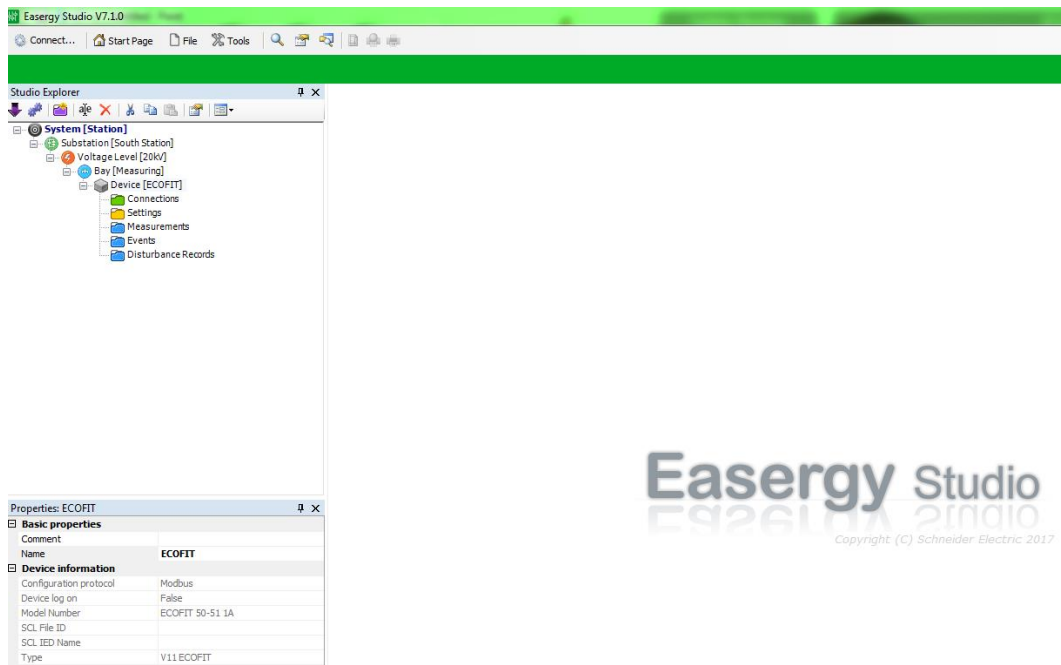 Easergy Studio V7.1.0
Connect... Start Page File Tools
Studio Explorer
System [Station]
Substation [South Station]
Voltage Level [20kV]
Bay [Measuring]
Device [ECOFIT]
Connections
Settings
Measurements
Events
Disturbance Records
Easergy Studio
Copyright (C) Schneider Electric 2017
Properties: ECOFIT
Basic properties
Comment
Name ECOFIT
Device information
Configuration protocol Modbus
Device log on False
Model Number ECOFIT 50-51 1A
SCL File ID
SCL IED Name
Type V11 ECOFIT